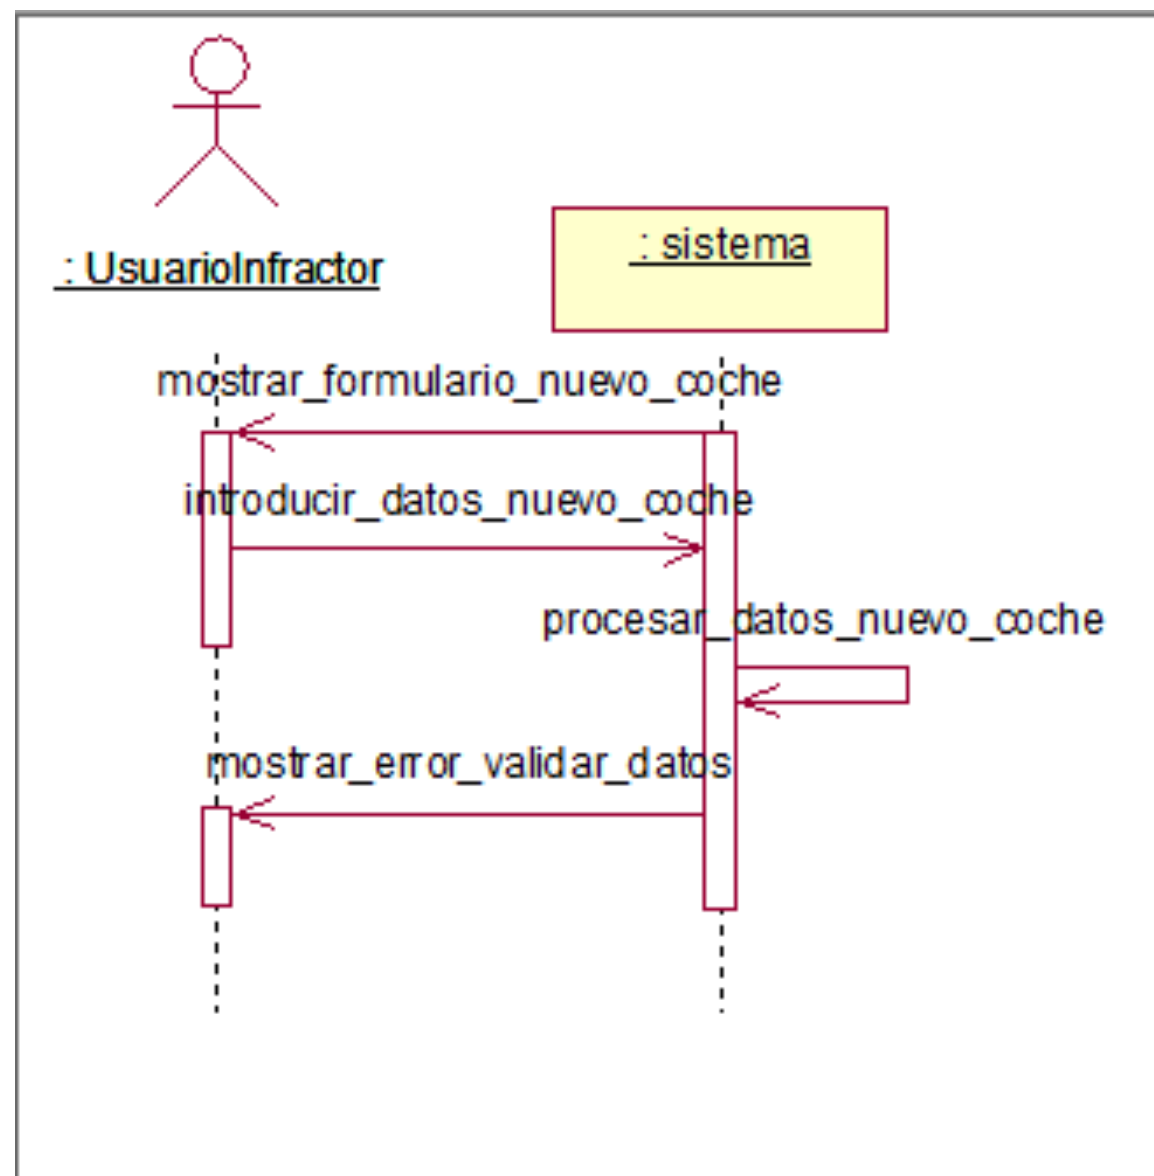 : UsuarioInfractor
: sistema
mostrar_formulario_nuevo_coche
introducir_datos_nuevo_coche
procesar_datos_nuevo_coche
mostrar_error_validar_datos